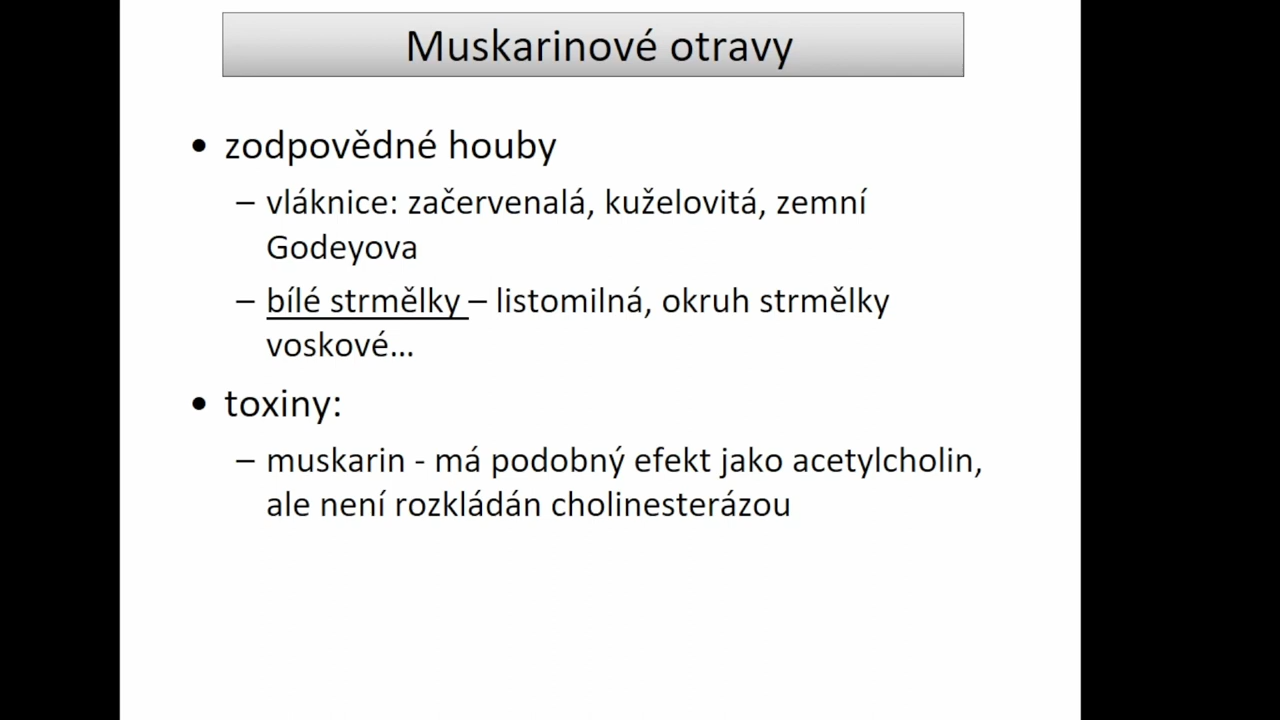 Muskarinové otravy
• zodpovědné houby
– vláknice: začervenalá, kuželovitá, zemní
Godeyova
– bílé strmělky – listomilná, okruh strmělky
voskové...
• toxiny:
– muskarin - má podobný efekt jako acetylcholin,
ale není rozkládán cholinesterázou